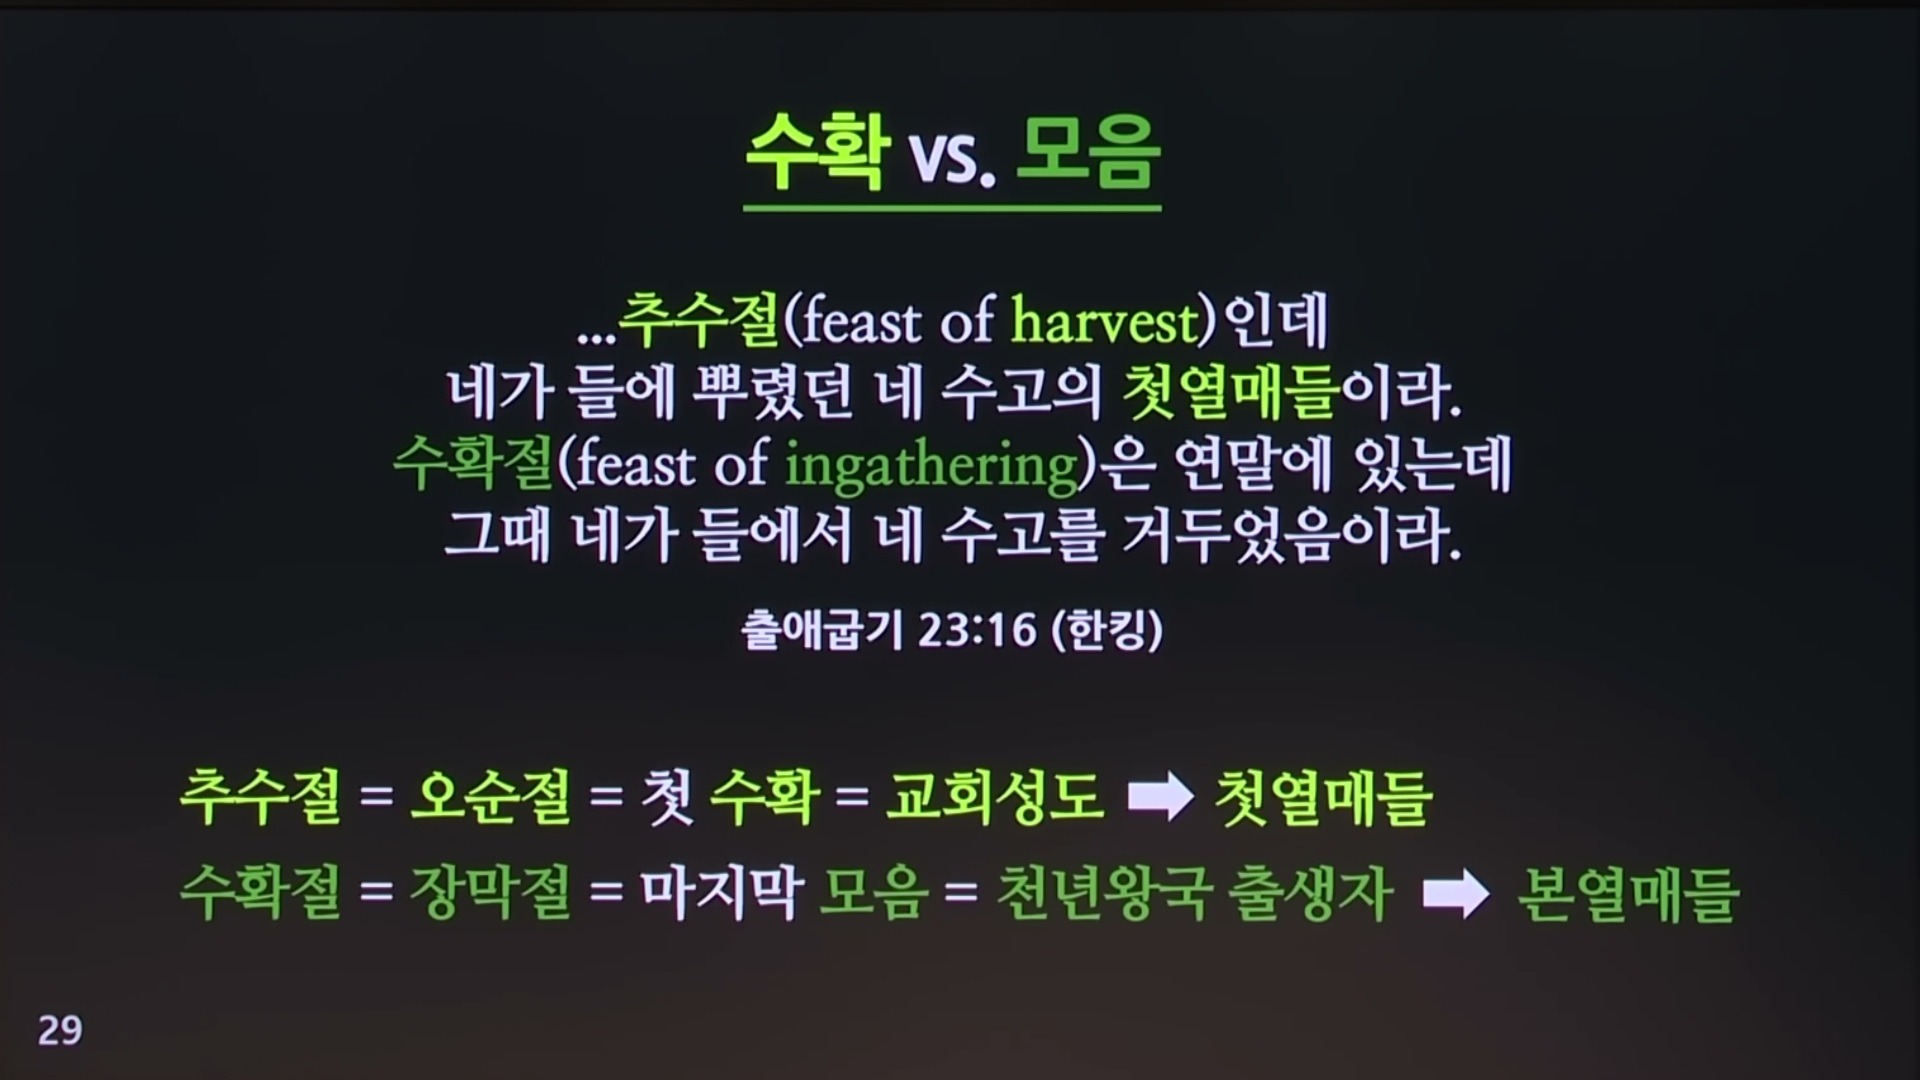 수확 vs. 모음
...추수절(feast of harvest)인데
네가 들에 뿌렸던 네 수고의 첫열매들이라.
수확절(feast of ingathering)은 연말에 있는데
그때 네가 들에서 네 수고를 거두었음이라.
출애굽기 23:16 (한킹)
추수절 = 오순절 = 첫 수확 = 교회성도 ➡ 첫열매들
수확절 = 장막절 = 마지막 모음 = 천년왕국 출생자 ➡ 본열매들
29